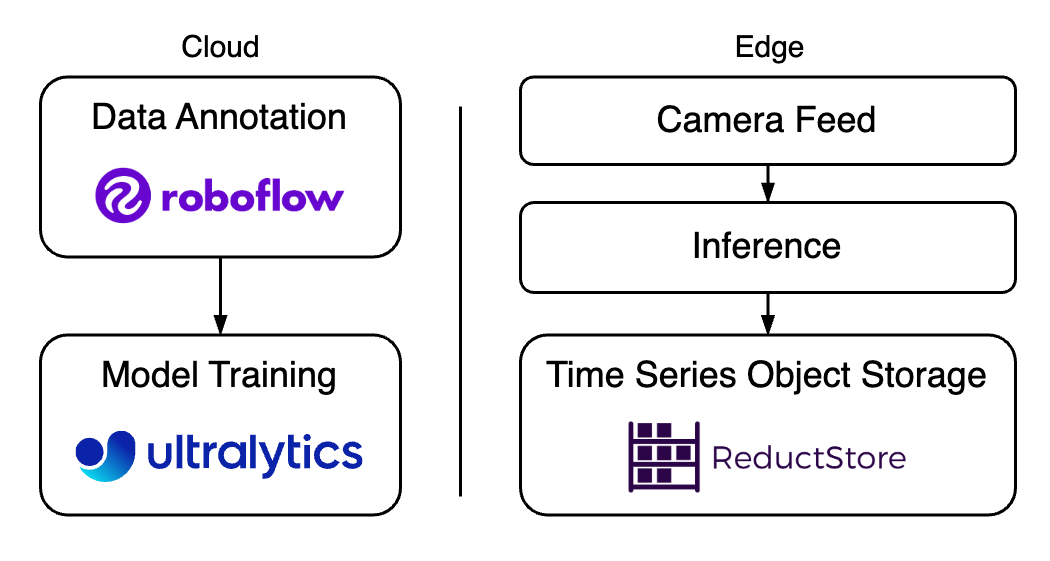 Cloud
Data Annotation
roboflow
Model Training
ultralytics
Edge
Camera Feed
Inference
Time Series Object Storage
ReductStore